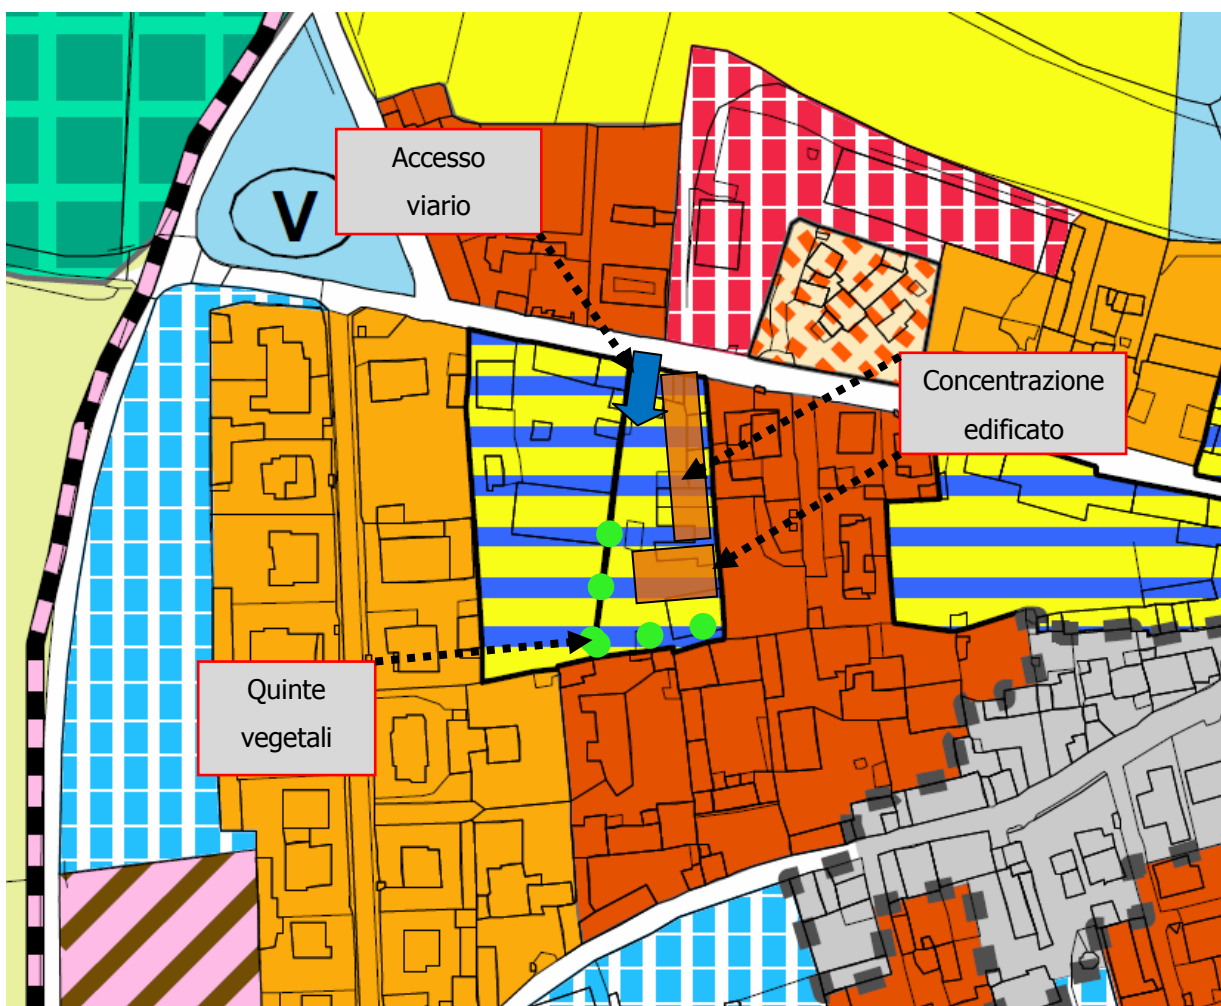 Accesso
viario
V
Concentrazione
edificato
Quinte
vegetali